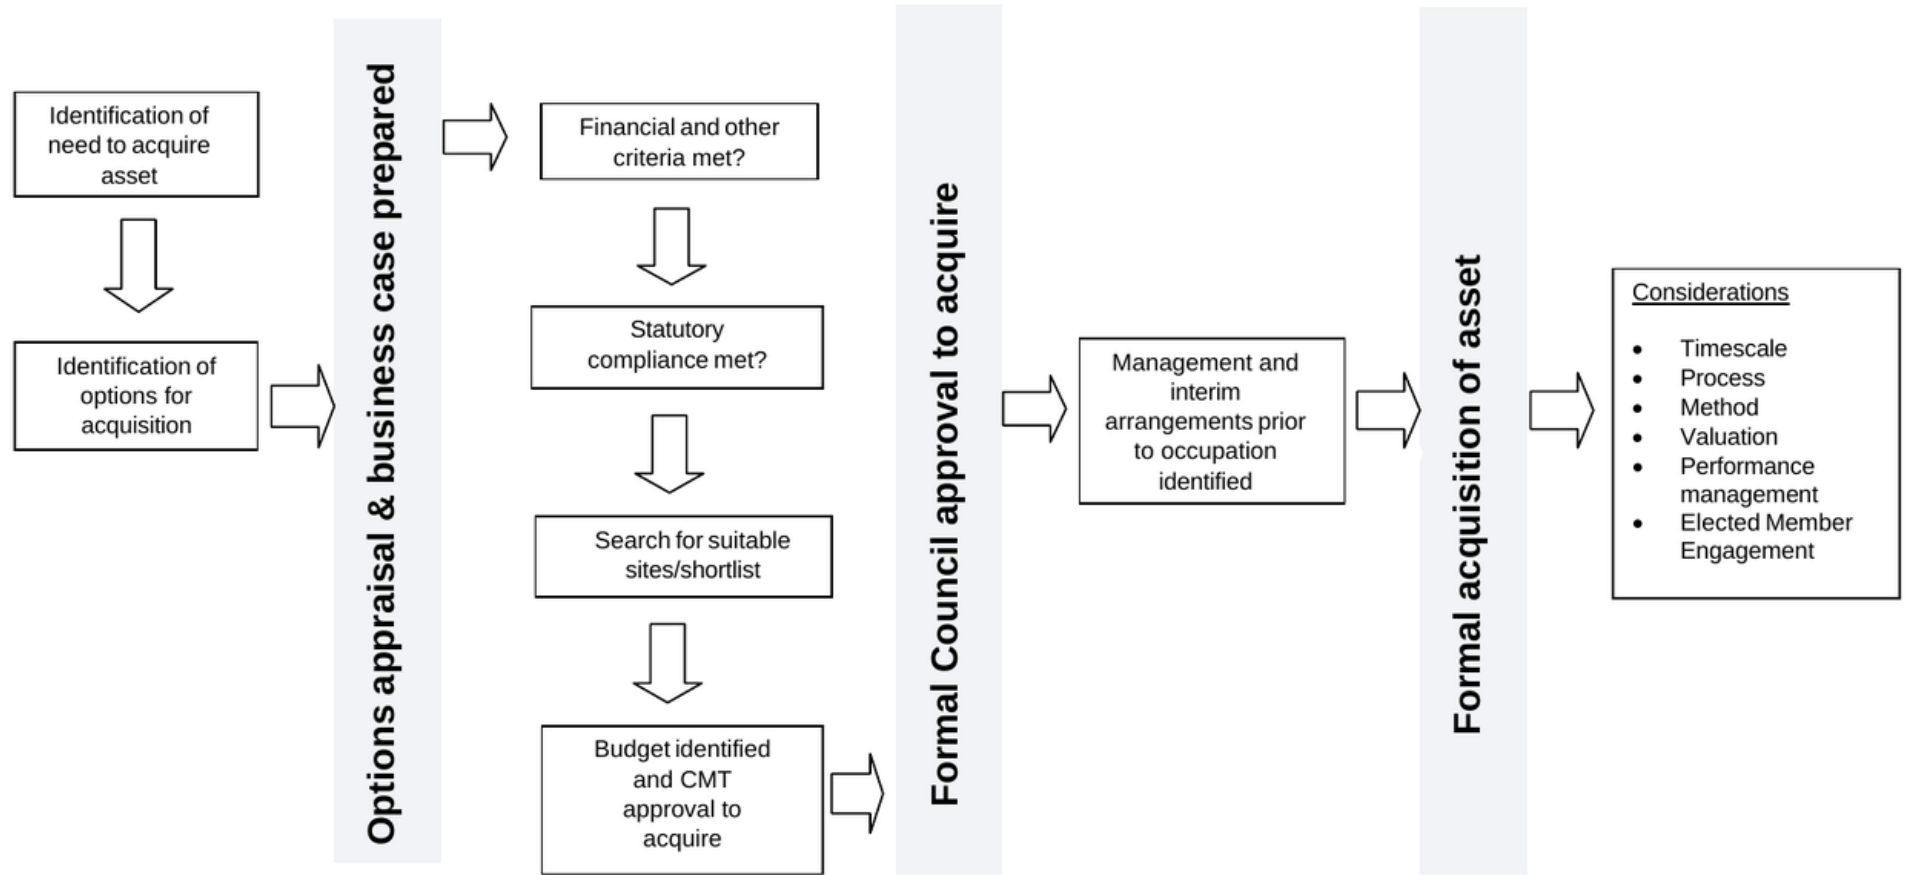 Identification of
need to acquire
asset
Identification of
options for
acquisition
Options appraisal & business case prepared
Financial and other
criteria met?
Statutory
compliance met?
Search for suitable
sites/shortlist
Budget identified
and CMT
approval to
acquire
Formal Council approval to acquire
Management and
interim
arrangements prior
to occupation
identified
Formal acquisition of asset
Considerations
• Timescale
• Process
• Method
• Valuation
• Performance
management
• Elected Member
Engagement